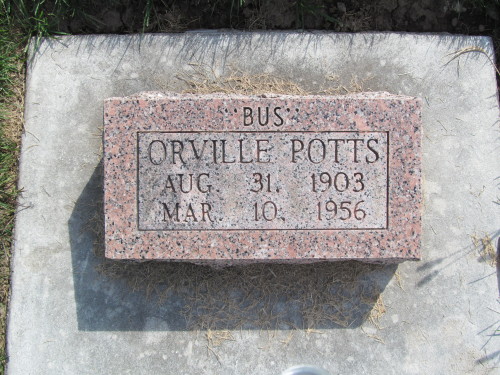 "BUS"
ORVILLE POTTS
AUG. 31. 1903
MAR. 10. 1956